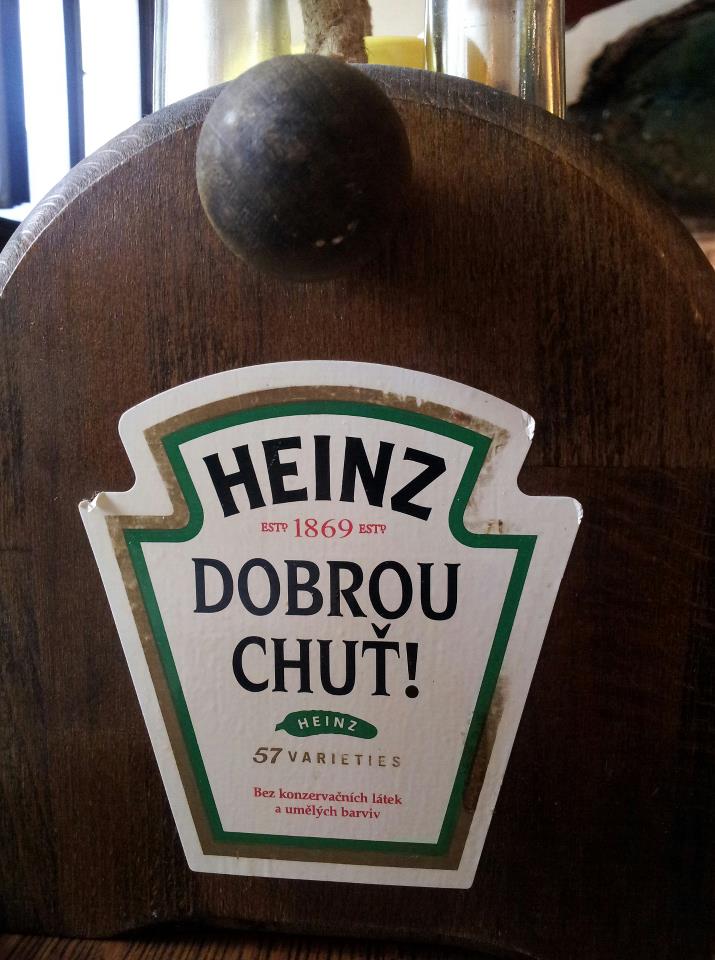 HEINZ
ESTD 1869 ESTD
DOBROU
CHUŤ!
HEINZ
57 VARIETIES
Bez konzervačních látek
a umělých barviv